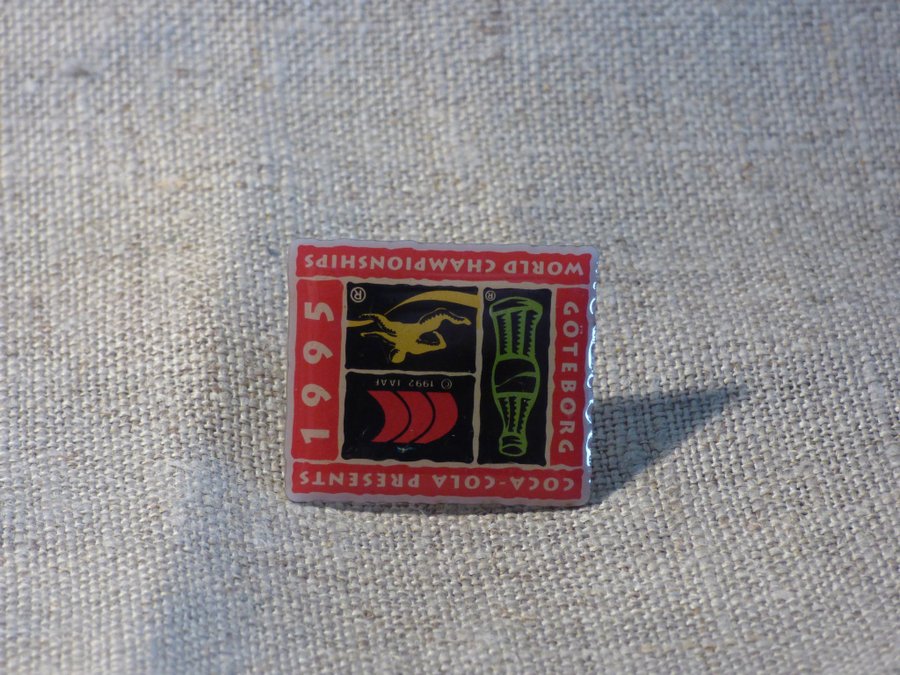 COCA-COLA PRESENTS
GÖTEBORG
1995
© 1992 IAAF
®
®
WORLD CHAMPIONSHIPS